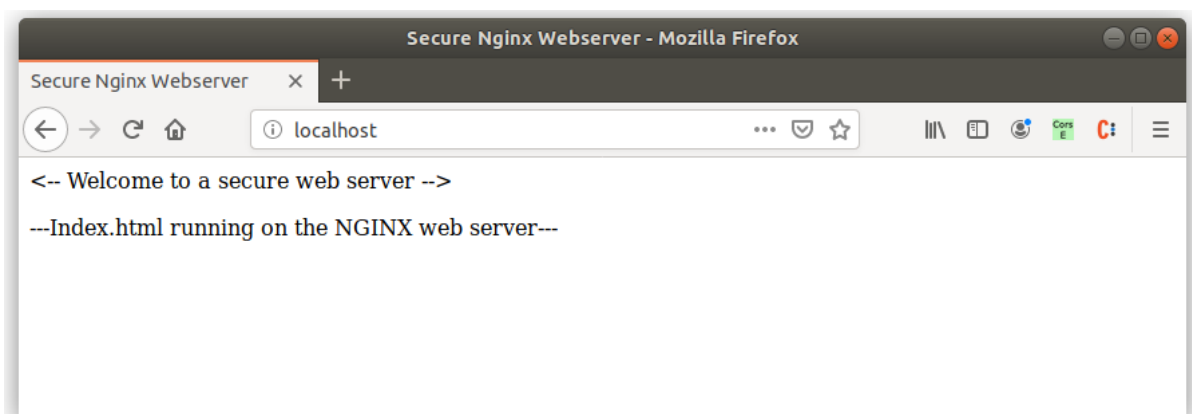 Secure Nginx Webserver - Mozilla Firefox
Secure Nginx Webserver
localhost
Cors
E
C:
<-- Welcome to a secure web server -->
---Index.html running on the NGINX web server---